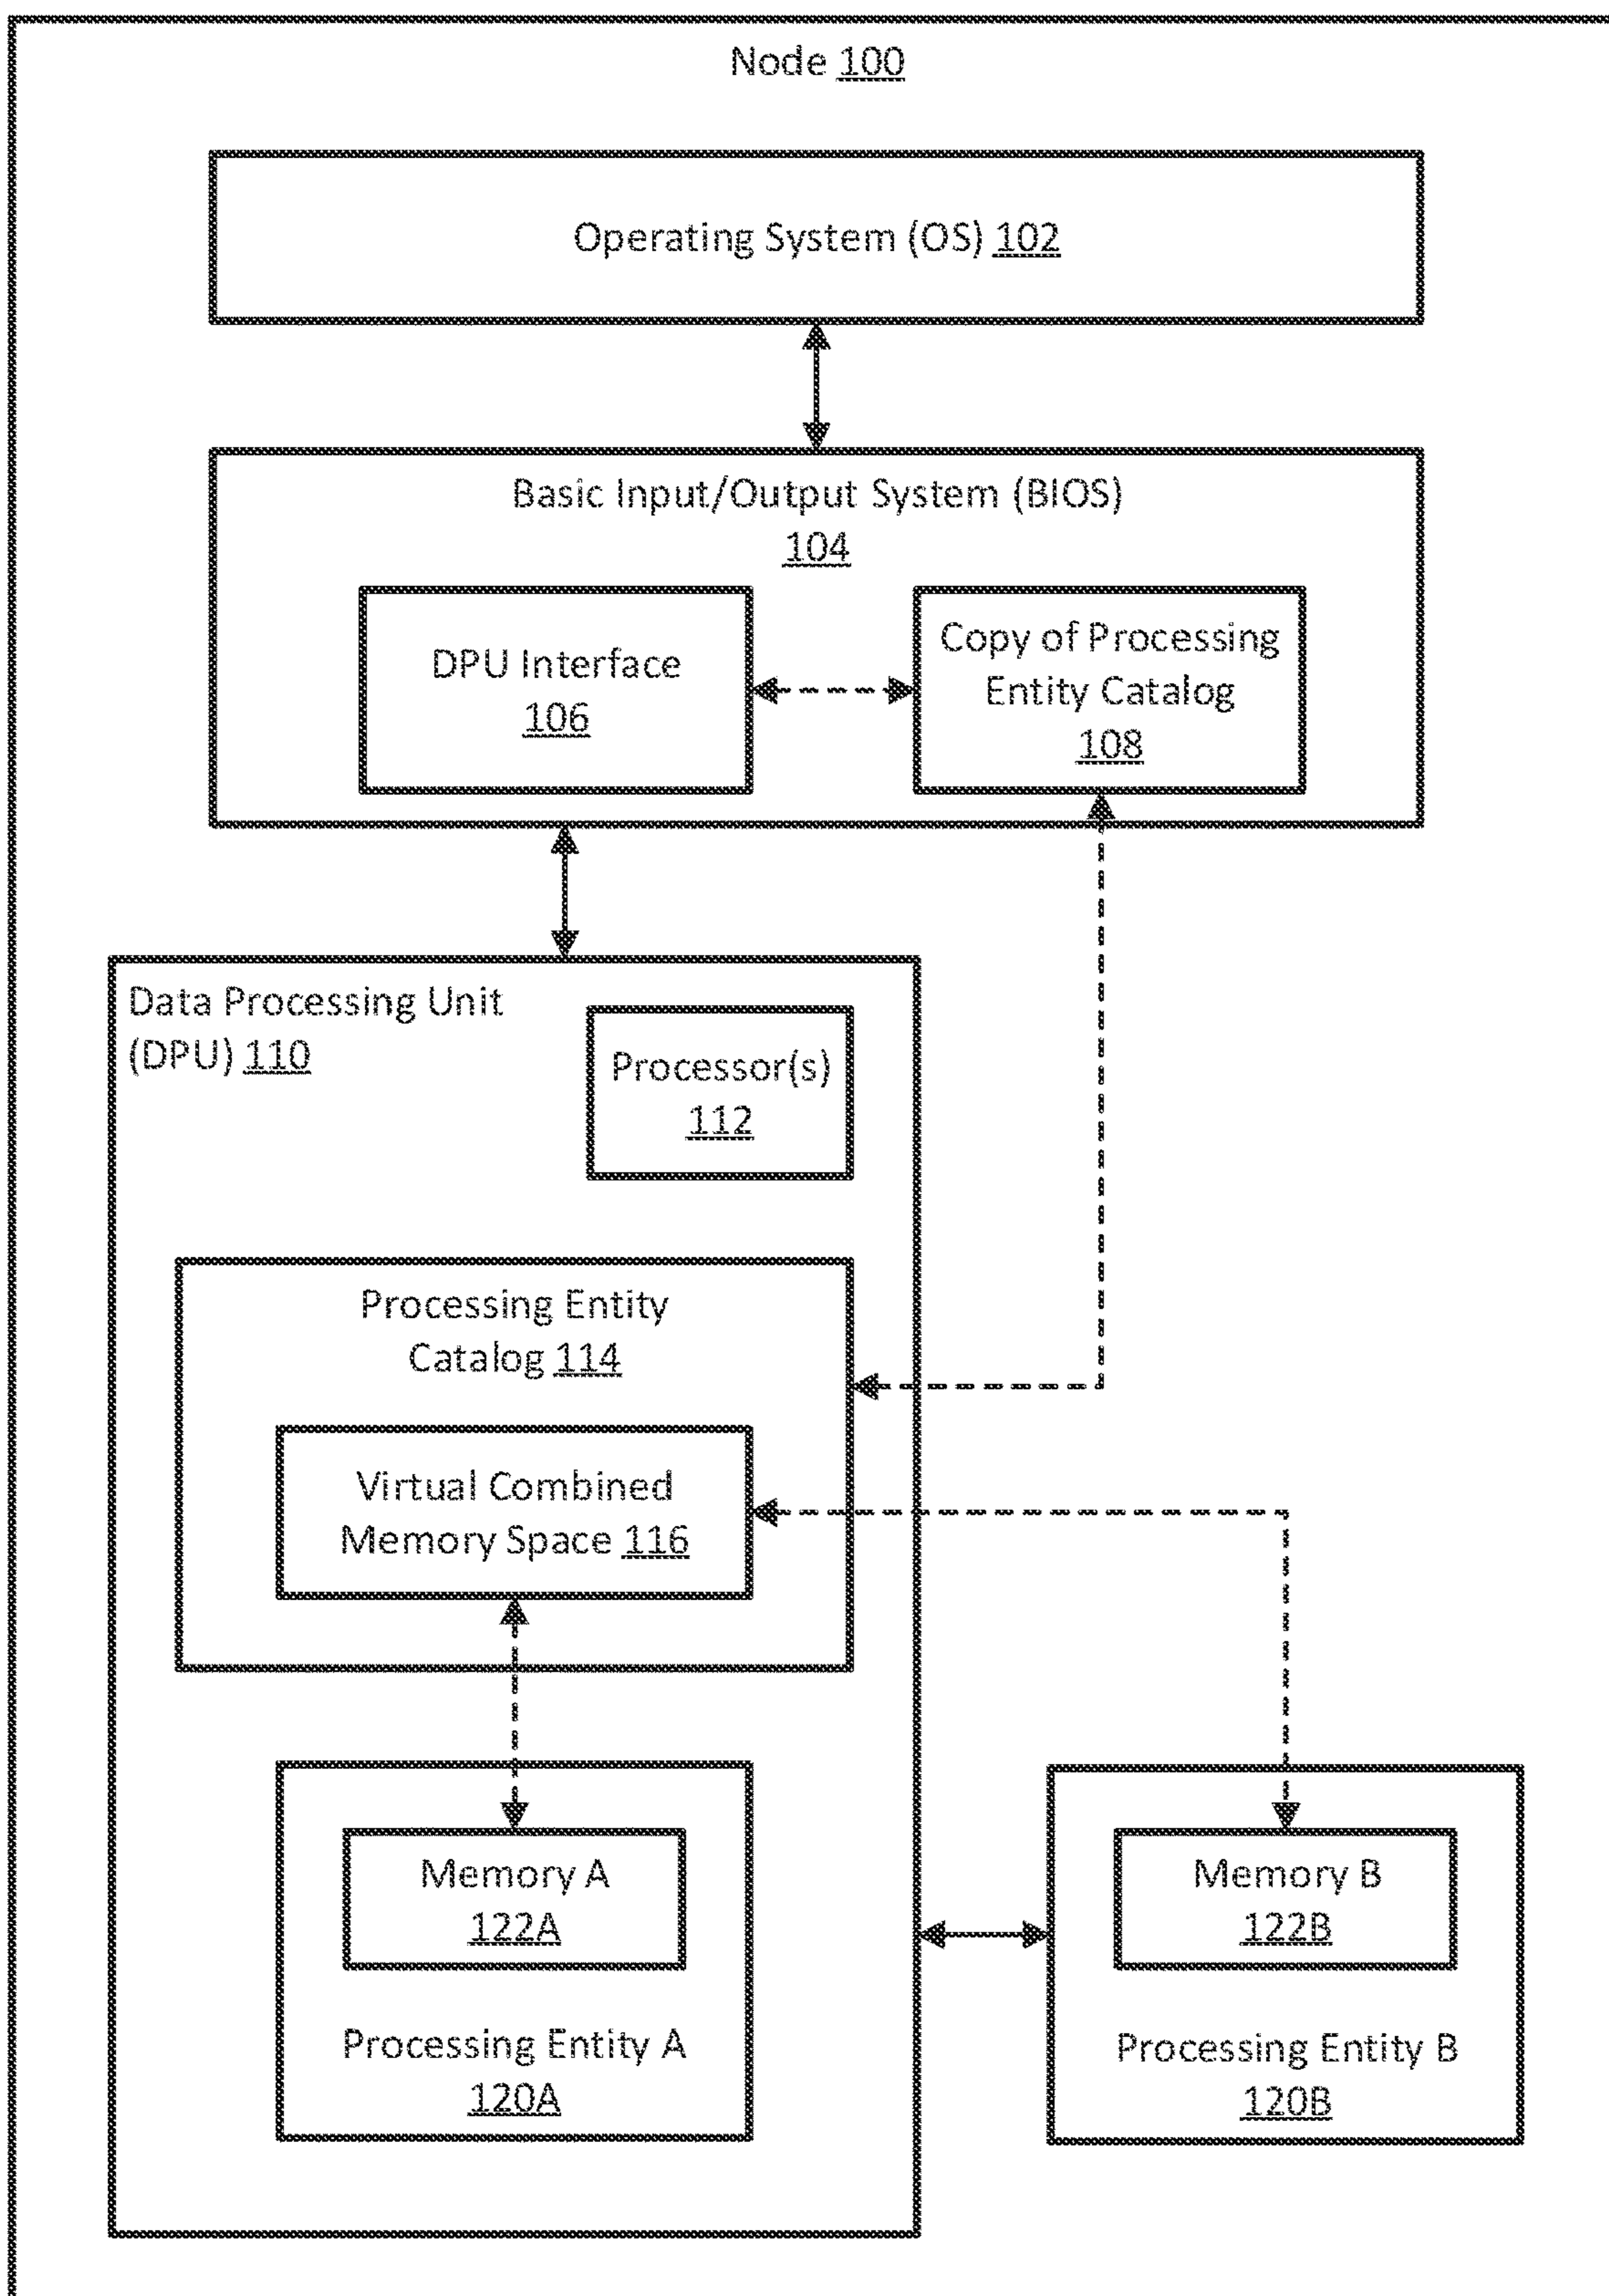 Node 100
Operating System (OS) 102
Basic Input/Output System (BIOS)
104
DPU Interface
106
Copy of Processing
Entity Catalog
108
Data Processing Unit
(DPU) 110
Processor(s)
112
Processing Entity
Catalog 114
Virtual Combined
Memory Space 116
Memory A
122A
Processing Entity A
120A
Memory B
122B
Processing Entity B
120B